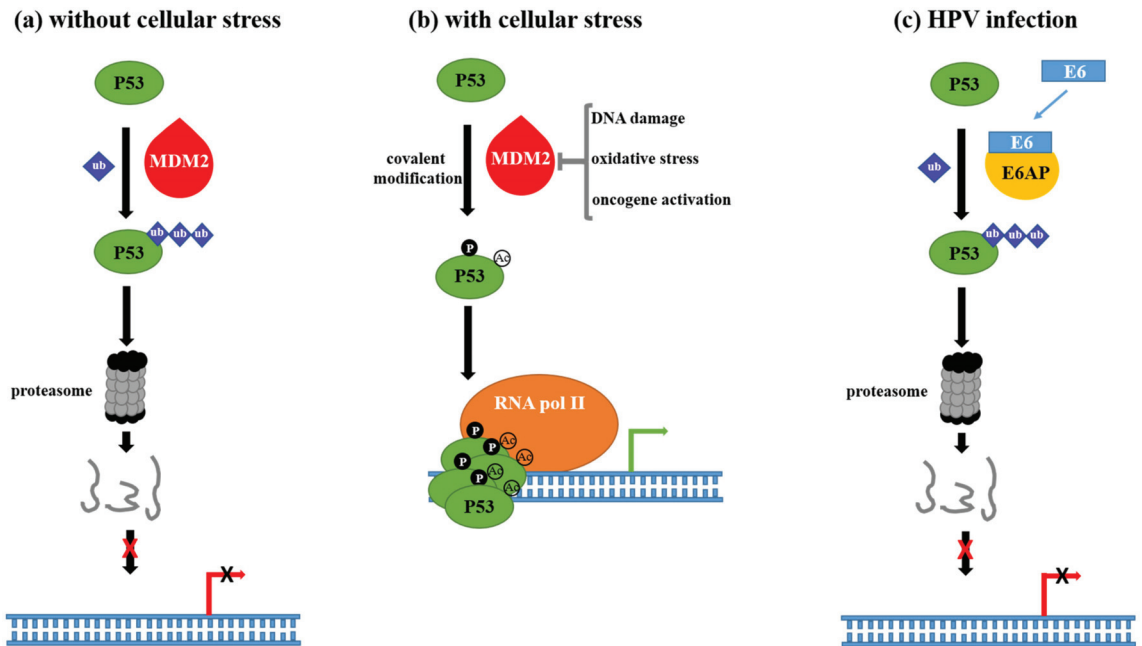 (a) without cellular stress
P53
ub
MDM2
P53
ub ub ub
proteasome
X
X
(b) with cellular stress
P53
covalent
modification
MDM2
DNA damage
oxidative stress
oncogene activation
P
Ac
P53
RNA pol II
P
P
Ac
Ac
P
P
Ac
Ac
P53
(c) HPV infection
P53
E6
ub
E6
E6AP
P53
ub ub ub
proteasome
X
X